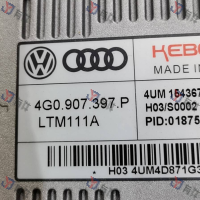 KEBO
MADE IN
4G0.907.397.P
4UM 154367
LTM111A
H03/S0002
PID:01875
H03 4UM4D871G3